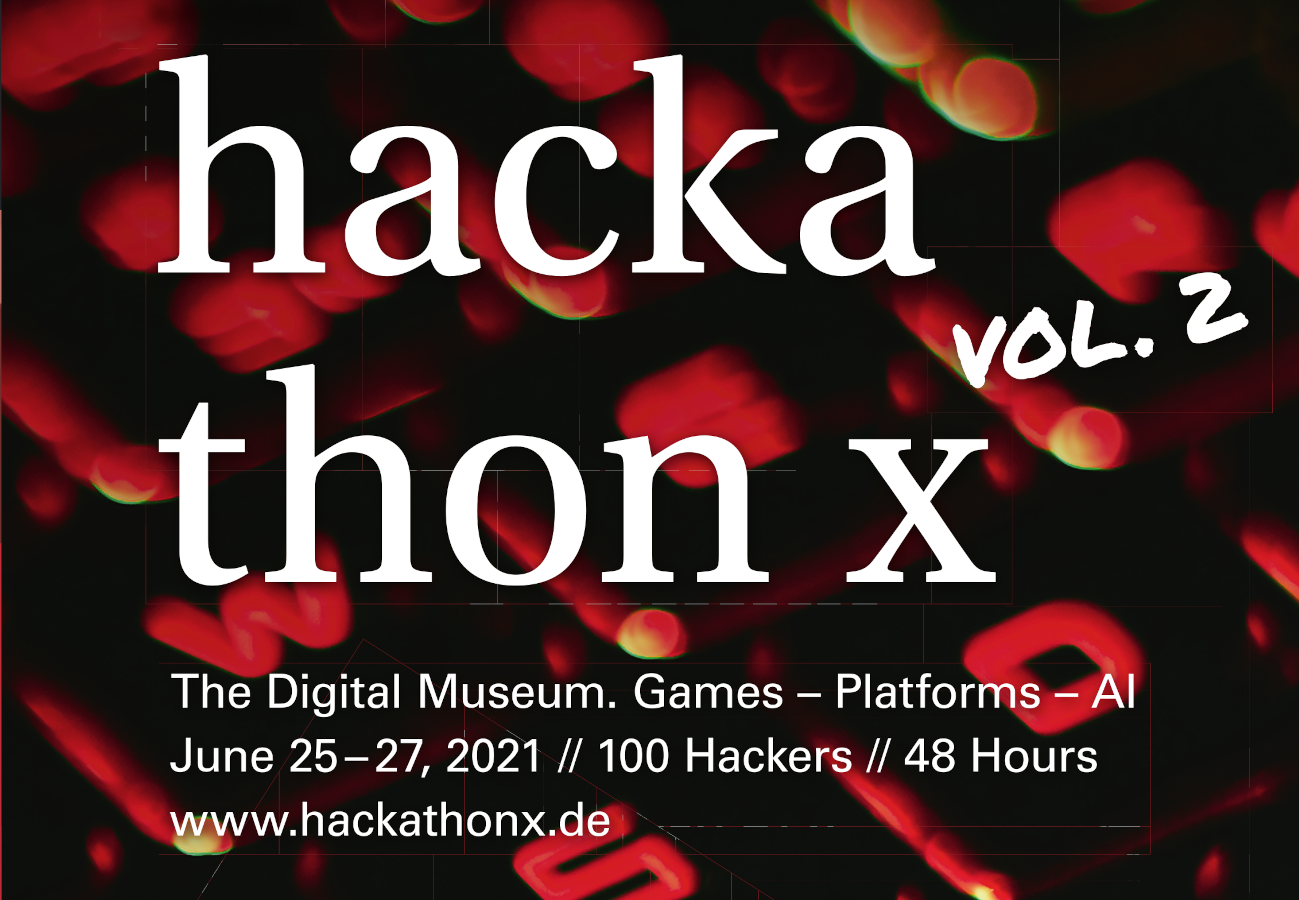 hacka
thon x
VOL. 2
The Digital Museum. Games – Platforms – AI
June 25–27, 2021 // 100 Hackers // 48 Hours
www.hackathonx.de
W
D
S